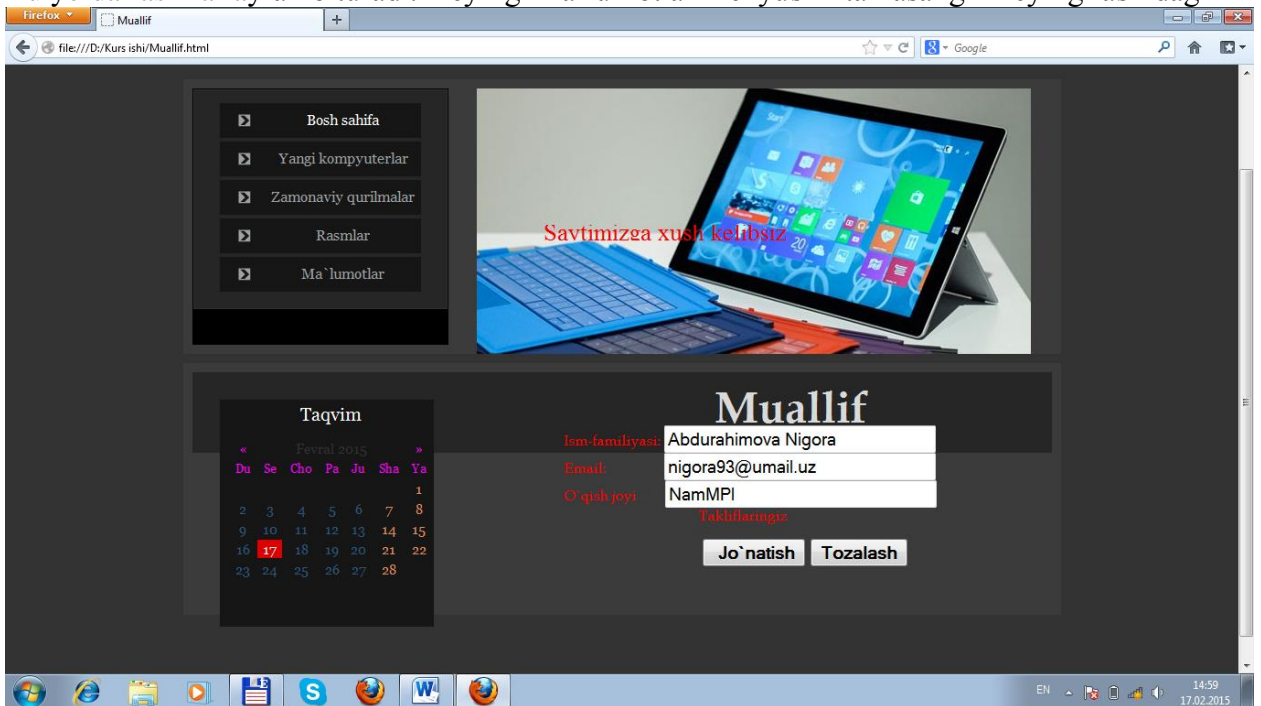 Firefox
Muallif
file:///D:/Kurs ishi/Muallif.html
Google
Bosh sahifa
Yangi kompyuterlar
Zamonaviy qurilmalar
Rasmlar
Ma`lumotlar
Start
Saytimizga xush kelibsiz
20
Taqvim
« Fevral 2015 »
Du Se Cho Pa Ju Sha Ya
1
2 3 4 5 6 7 8
9 10 11 12 13 14 15
16 17 18 19 20 21 22
23 24 25 26 27 28
Muallif
Ism-familiyasi: Abdurahimova Nigora
Email: nigora93@umail.uz
O`qish joyi NamMPI
Takliflaringiz
Jo`natish Tozalash
EN
14:59
17.02.2015